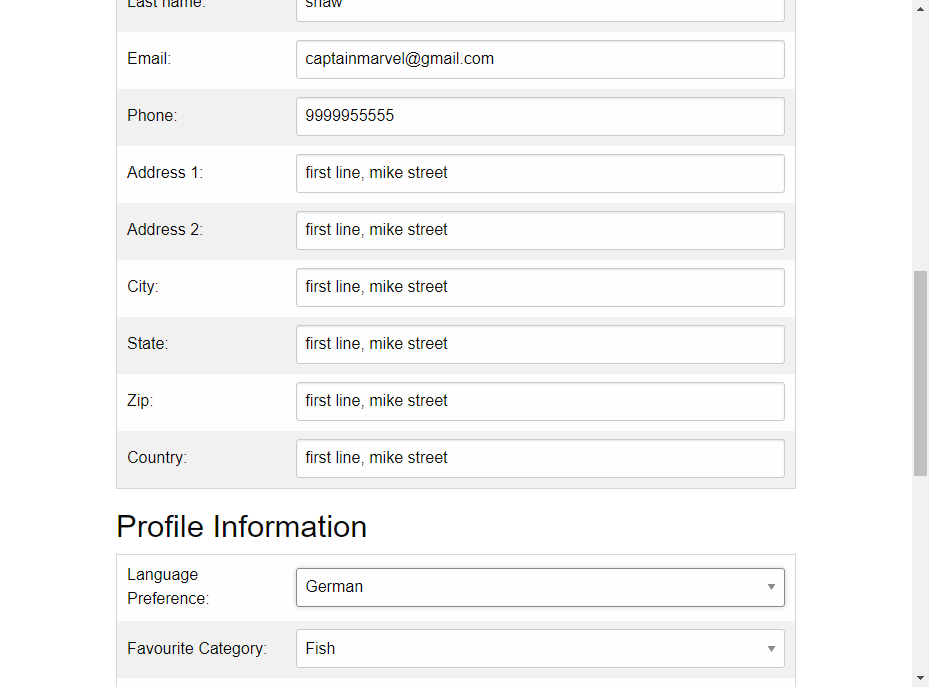 Last name: shaw
Email: captainmarvel@gmail.com
Phone: 9999955555
Address 1: first line, mike street
Address 2: first line, mike street
City: first line, mike street
State: first line, mike street
Zip: first line, mike street
Country: first line, mike street
Profile Information
Language
Preference: German
Favourite Category: Fish